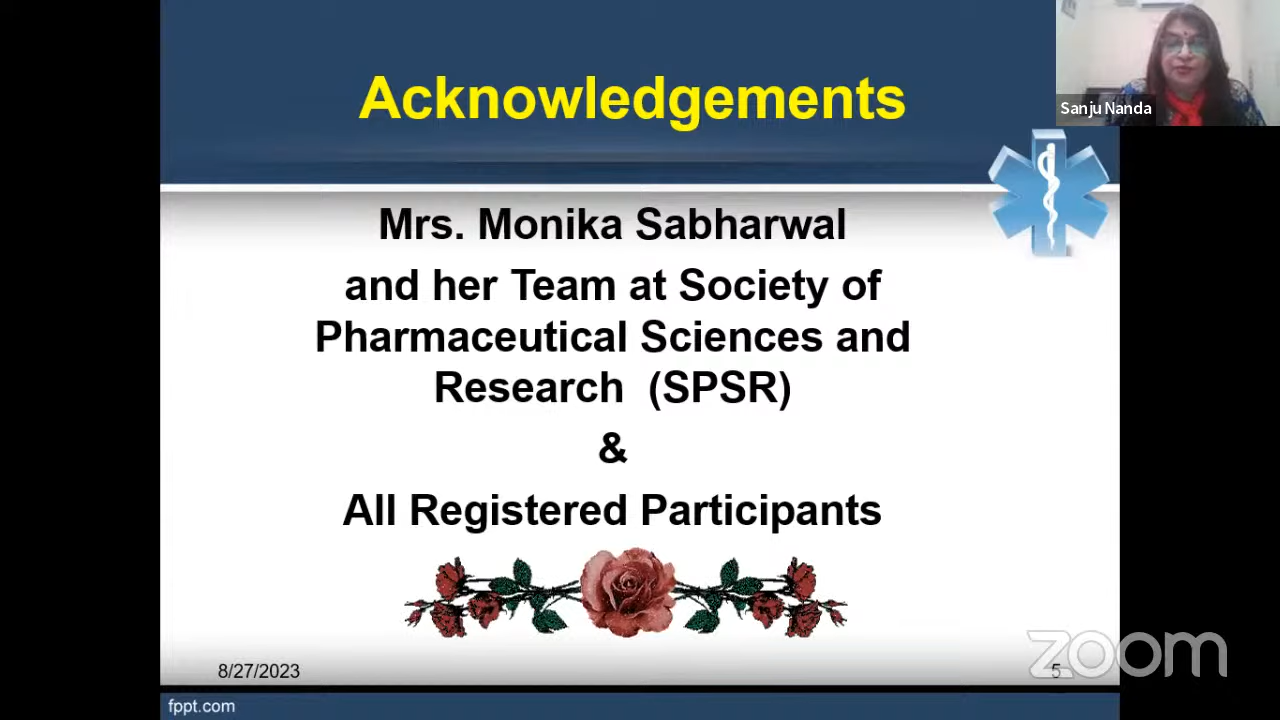 Acknowledgements
Sanju Nanda
Mrs. Monika Sabharwal
and her Team at Society of
Pharmaceutical Sciences and
Research (SPSR)
&
All Registered Participants
8/27/2023
5
zoom
fppt.com